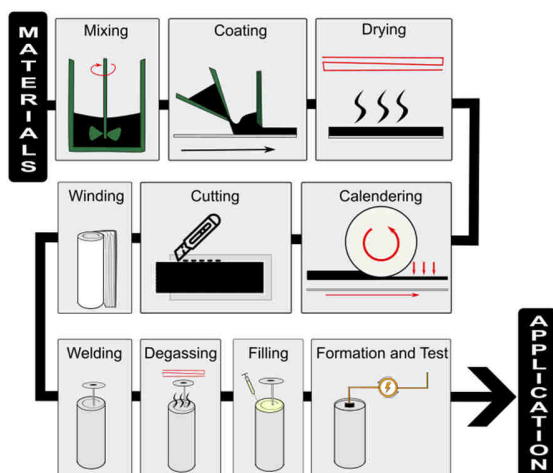 MATERIALS
Mixing
Coating
Drying
Winding
Cutting
Calendering
Welding
Degassing
Filling
Formation and Test
APPLICATION